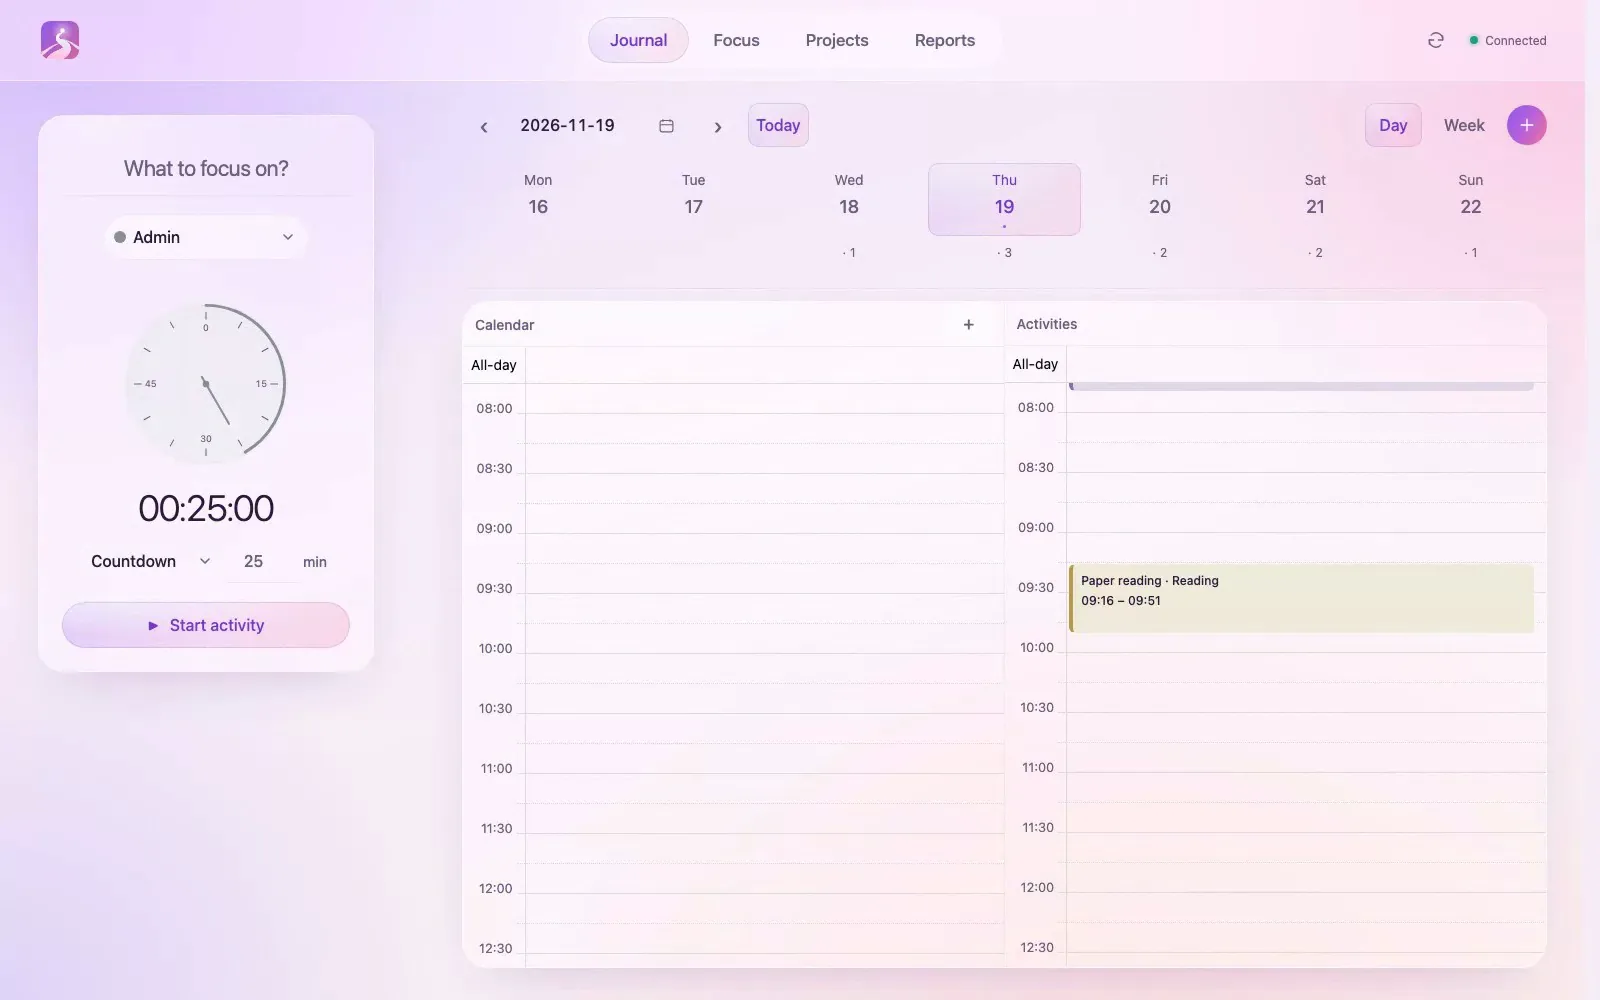 Journal
Focus
Projects
Reports
Connected
What to focus on?
Admin
0
15
30
45
00:25:00
Countdown
25
min
Start activity
2026-11-19
Today
Day
Week
+
Mon
16
Tue
17
Wed
18
· 1
Thu
19
· 3
Fri
20
· 2
Sat
21
· 2
Sun
22
· 1
Calendar
+
All-day
08:00
08:30
09:00
09:30
10:00
10:30
11:00
11:30
12:00
12:30
Activities
All-day
08:00
08:30
09:00
09:30
10:00
10:30
11:00
11:30
12:00
12:30
Paper reading · Reading
09:16 – 09:51